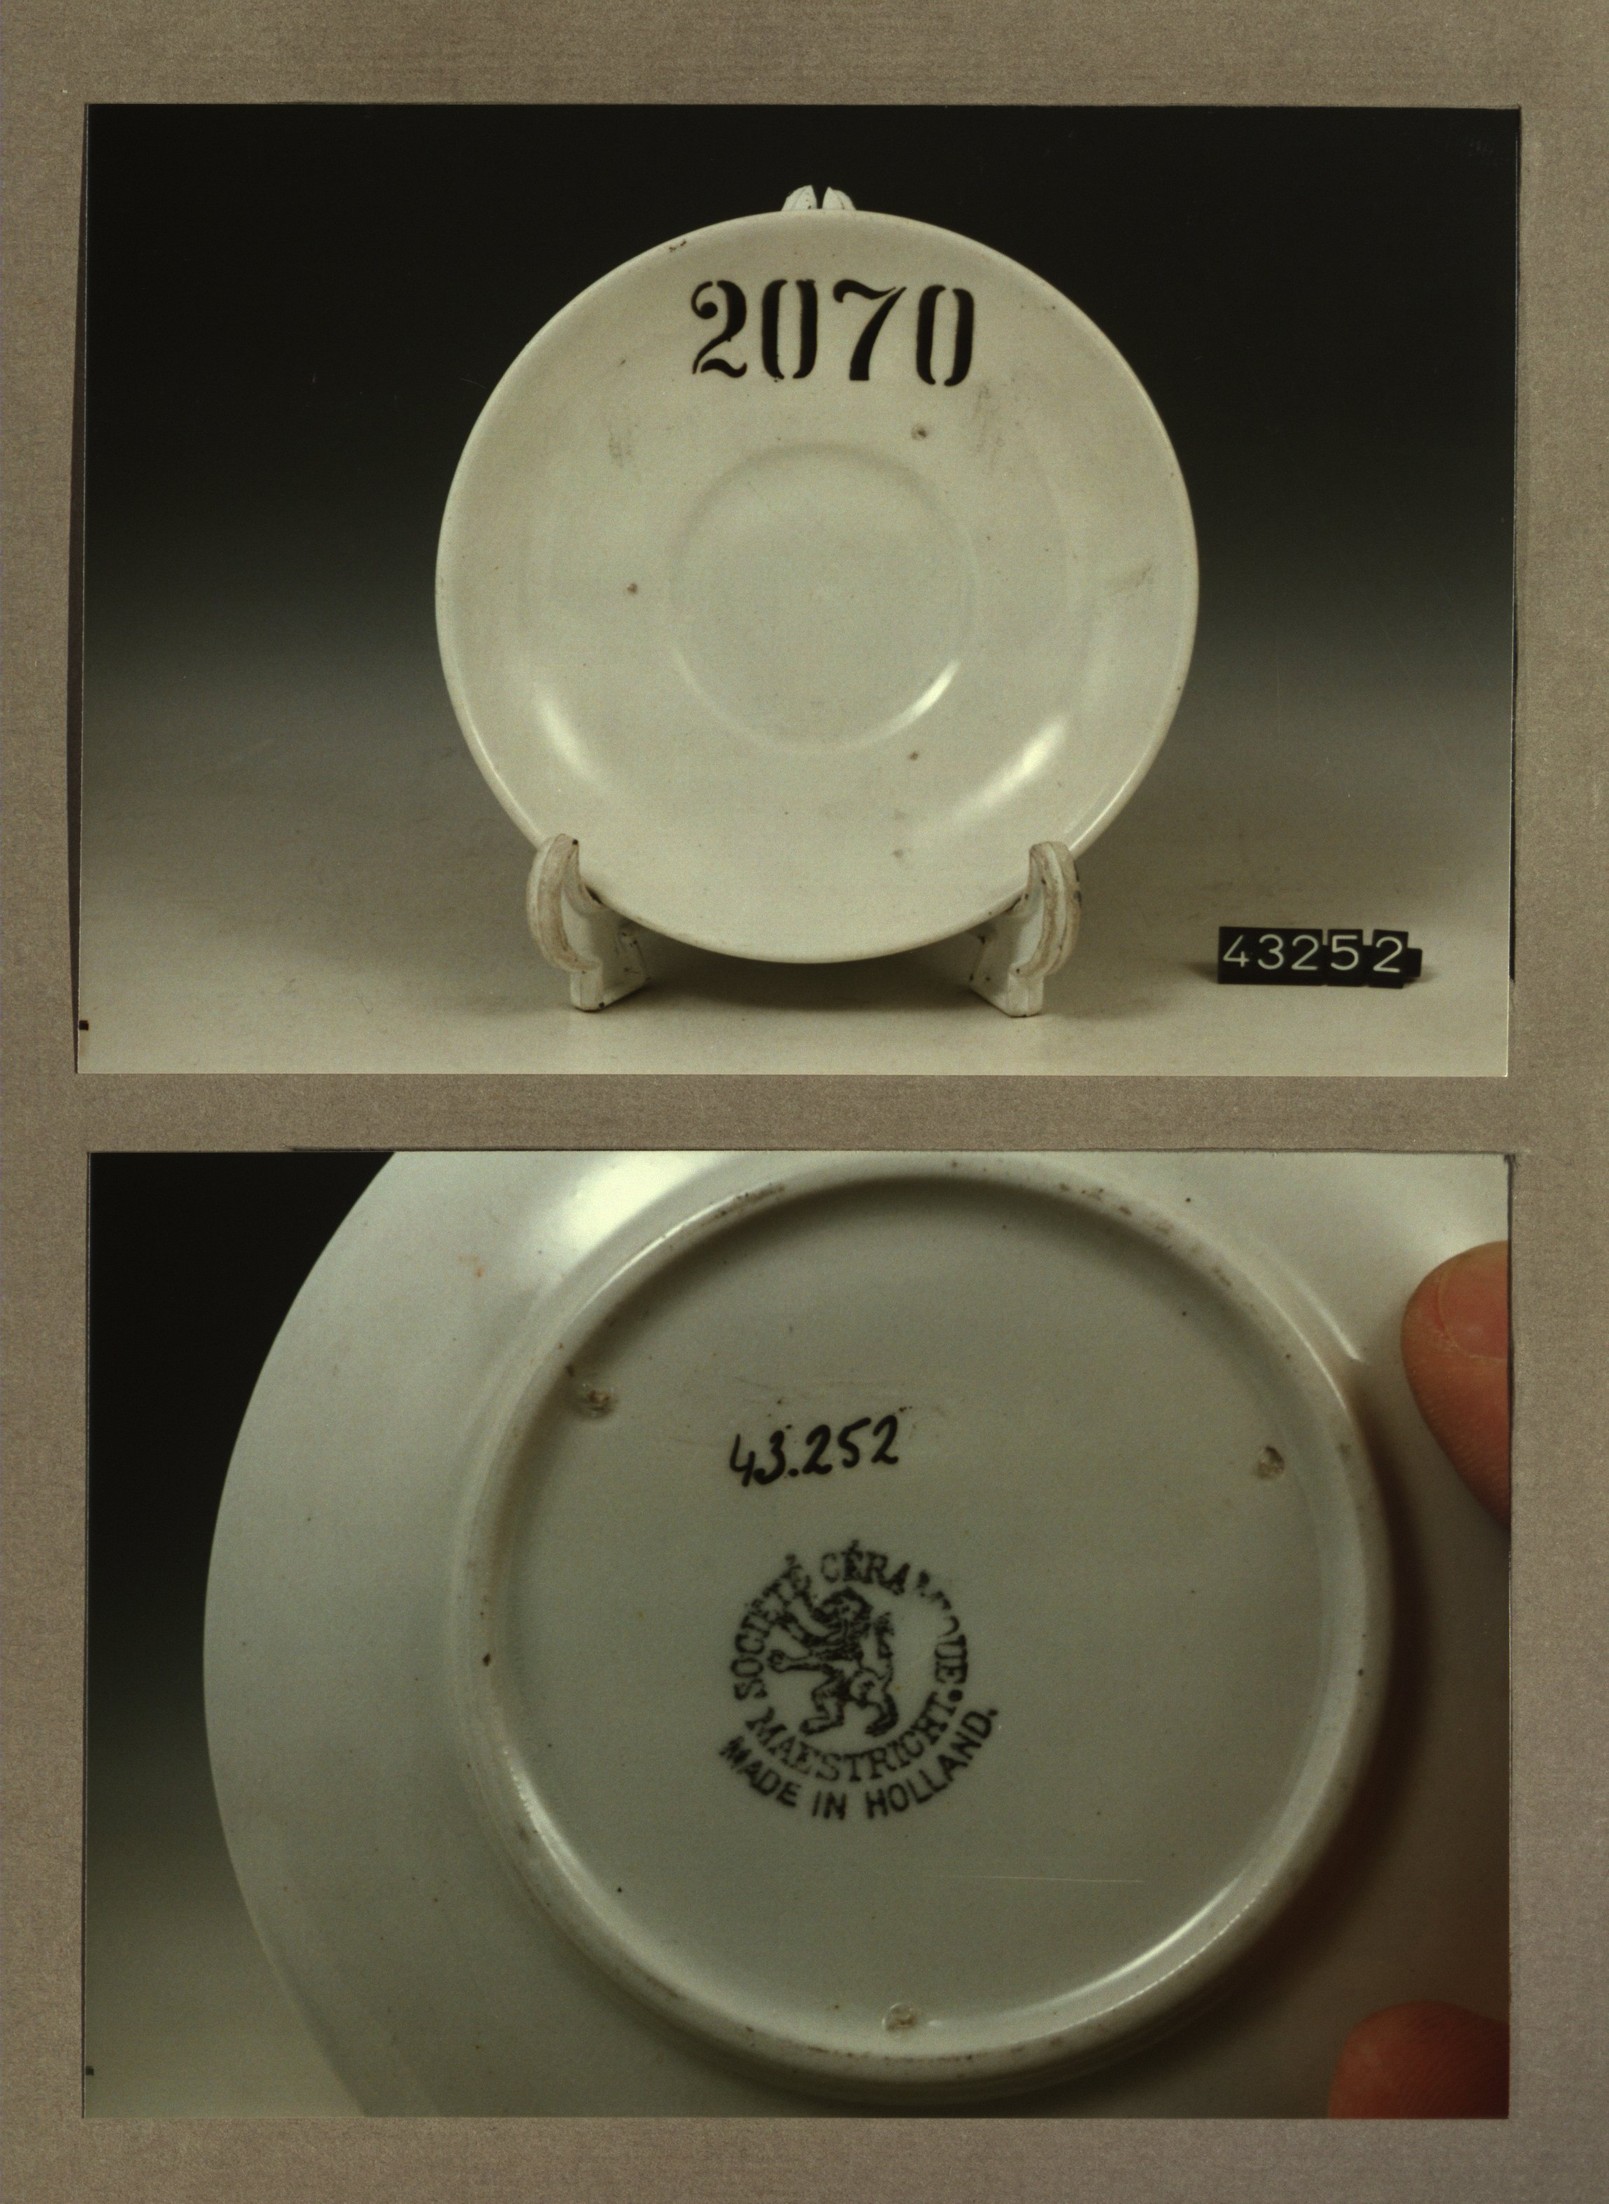 2070
43252
43.252
SOCIÉTÉ CÉRAMIQUE.
MAESTRICHT.
MADE IN HOLLAND.